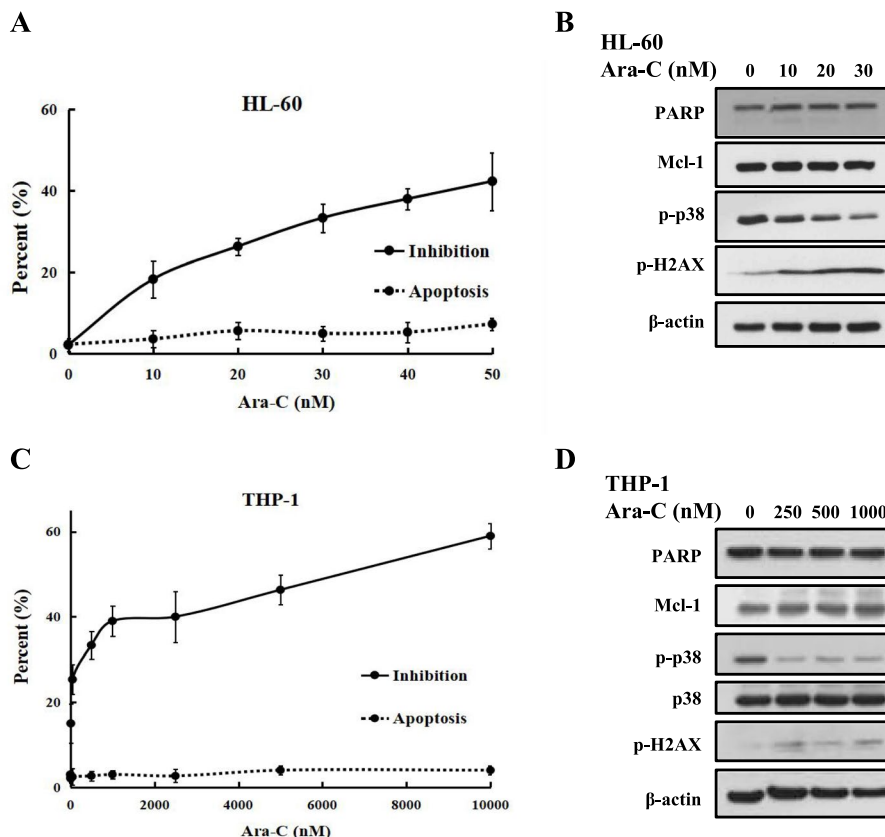 A
HL-60
Percent (%)
60
40
20
0
Inhibition
Apoptosis
0 10 20 30 40 50
Ara-C (nM)
B
HL-60
Ara-C (nM) 0 10 20 30
PARP
Mcl-1
p-p38
p-H2AX
β-actin
C
THP-1
Percent (%)
60
40
20
0
Inhibition
Apoptosis
0 2000 4000 6000 8000 10000
Ara-C (nM)
D
THP-1
Ara-C (nM) 0 250 500 1000
PARP
Mcl-1
p-p38
p38
p-H2AX
β-actin